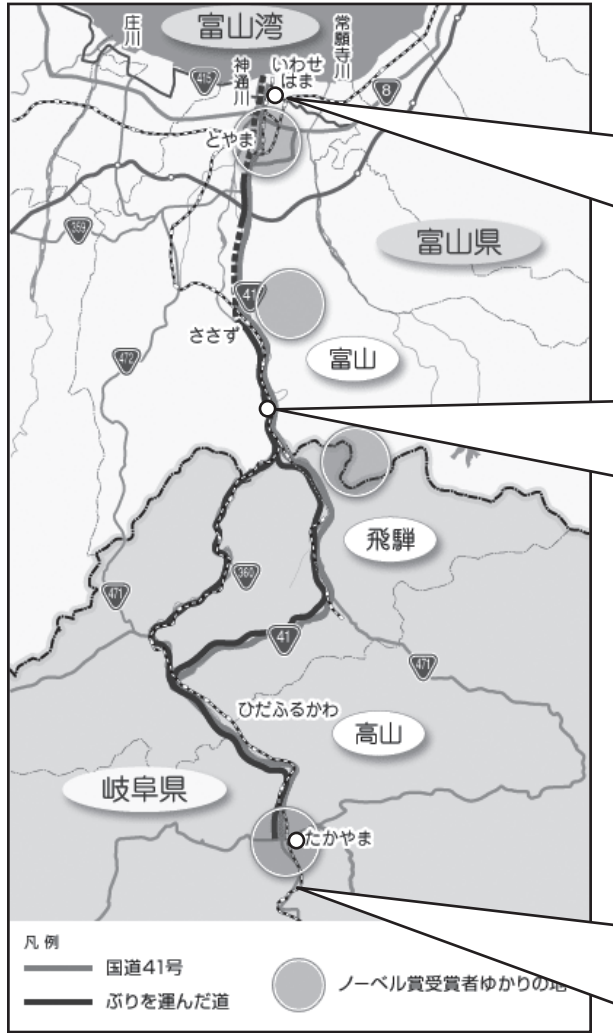 庄川
富山湾
常願寺川
神通川
いわせ
はま
415
8
とやま
359
富山県
41
ささず
富山
472
飛騨
360
471
41
471
ひだふるかわ
高山
岐阜県
たかやま
凡例
国道41号
ぶりを運んだ道
ノーベル賞受賞者ゆかりの地